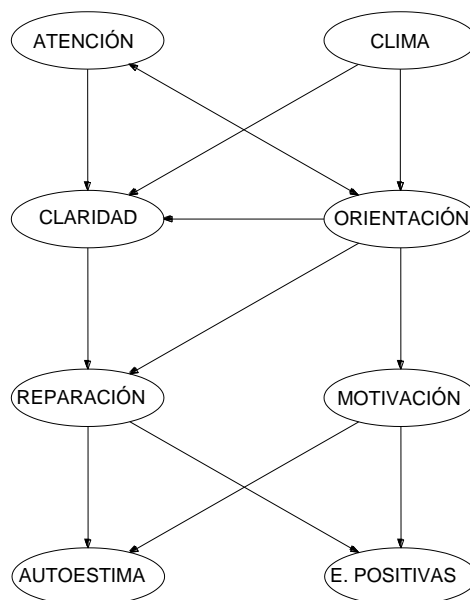 ATENCIÓN
CLIMA
CLARIDAD
ORIENTACIÓN
REPARACIÓN
MOTIVACIÓN
AUTOESTIMA
E. POSITIVAS